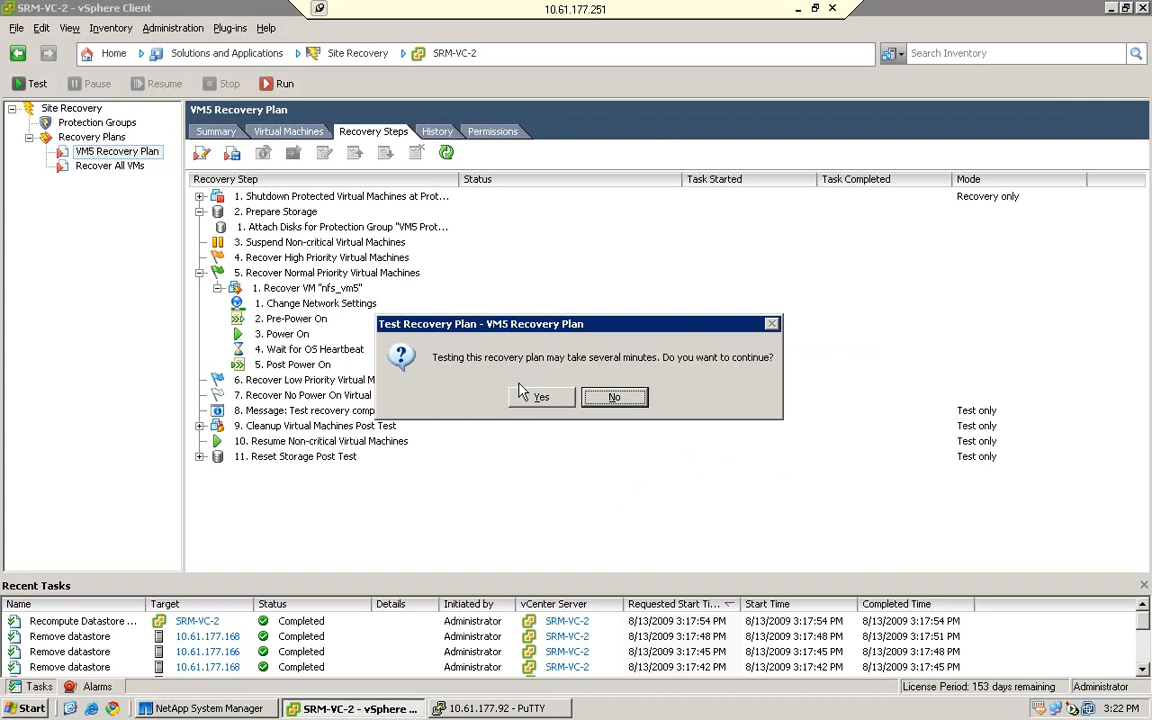 SRM-VC-2 - vSphere Client
10.61.177.251
File Edit View Inventory Administration Plug-ins Help
Home Solutions and Applications Site Recovery SRM-VC-2 Search Inventory
Test Pause Resume Stop Run
Site Recovery
Protection Groups
Recovery Plans
VM5 Recovery Plan
Recover All VMs
VM5 Recovery Plan
Summary Virtual Machines Recovery Steps History Permissions
Recovery Step Status Task Started Task Completed Mode
1. Shutdown Protected Virtual Machines at Prot... Recovery only
2. Prepare Storage
1. Attach Disks for Protection Group "VM5 Prot...
3. Suspend Non-critical Virtual Machines
4. Recover High Priority Virtual Machines
5. Recover Normal Priority Virtual Machines
1. Recover VM "nfs_vm5"
1. Change Network Settings
2. Pre-Power On
3. Power On
4. Wait for OS Heartbeat
5. Post Power On
6. Recover Low Priority Virtual M
7. Recover No Power On Virtual
8. Message: Test recovery comp Test only
9. Cleanup Virtual Machines Post Test Test only
10. Resume Non-critical Virtual Machines Test only
11. Reset Storage Post Test Test only
Test Recovery Plan - VM5 Recovery Plan
Testing this recovery plan may take several minutes. Do you want to continue?
Yes No
Recent Tasks
Name Target Status Details Initiated by vCenter Server Requested Start Ti... Start Time Completed Time
Recompute Datastore ... SRM-VC-2 Completed Administrator SRM-VC-2 8/13/2009 3:17:54 PM 8/13/2009 3:17:54 PM 8/13/2009 3:17:54 PM
Remove datastore 10.61.177.168 Completed Administrator SRM-VC-2 8/13/2009 3:17:48 PM 8/13/2009 3:17:48 PM 8/13/2009 3:17:51 PM
Remove datastore 10.61.177.166 Completed Administrator SRM-VC-2 8/13/2009 3:17:45 PM 8/13/2009 3:17:45 PM 8/13/2009 3:17:48 PM
Remove datastore 10.61.177.168 Completed Administrator SRM-VC-2 8/13/2009 3:17:42 PM 8/13/2009 3:17:42 PM 8/13/2009 3:17:45 PM
Tasks Alarms License Period: 153 days remaining Administrator
Start NetApp System Manager SRM-VC-2 - vSphere ... 10.61.177.92 - PuTTY 3:22 PM